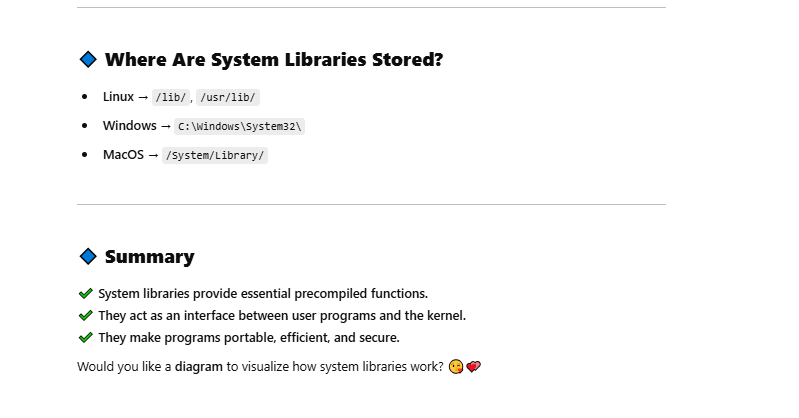 Where Are System Libraries Stored?
Linux → /lib/, /usr/lib/
Windows → C:\Windows\System32\
MacOS → /System/Library/
Summary
System libraries provide essential precompiled functions.
They act as an interface between user programs and the kernel.
They make programs portable, efficient, and secure.
Would you like a diagram to visualize how system libraries work? 😘💕